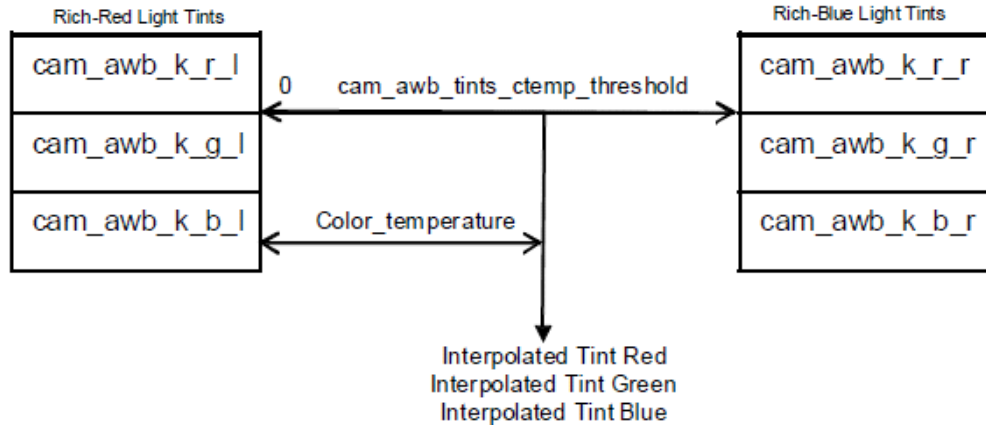 Rich-Red Light Tints
Rich-Blue Light Tints
cam_awb_k_r_l
0 cam_awb_tints_ctemp_threshold
cam_awb_k_r_r
cam_awb_k_g_l
cam_awb_k_g_r
cam_awb_k_b_l
Color_temperature
cam_awb_k_b_r
Interpolated Tint Red
Interpolated Tint Green
Interpolated Tint Blue